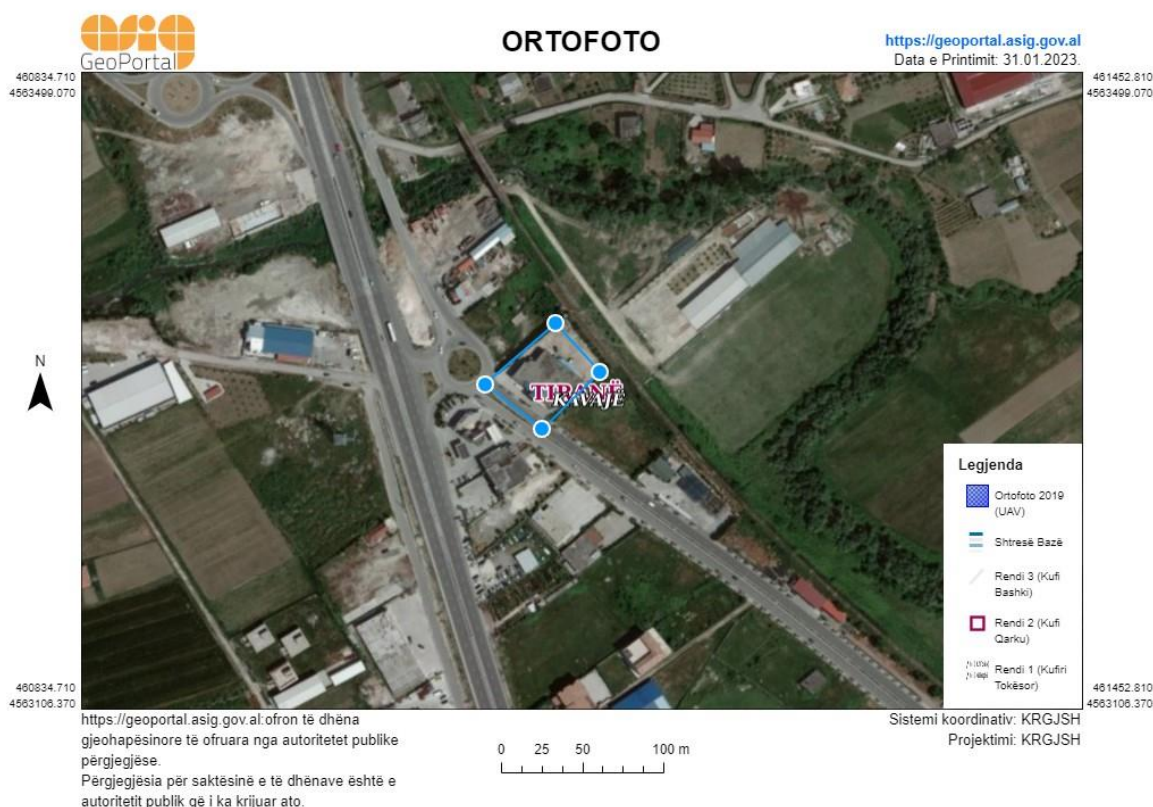 asig
GeoPortal
ORTOFOTO
https://geoportal.asig.gov.al
Data e Printimit: 31.01.2023.
460834.710
4563499.070
461452.810
4563499.070
N
TIRANË
KAVAJË
Legjenda
Ortofoto 2019
(UAV)
Shtresë Bazë
Rendi 3 (Kufi
Bashki)
Rendi 2 (Kufi
Qarku)
Rendi 1 (Kufiri
Tokësor)
460834.710
4563106.370
461452.810
4563106.370
https://geoportal.asig.gov.al:ofron të dhëna
gjeohapësinore të ofruara nga autoritetet publike
përgjegjëse.
Përgjegjësia për saktësinë e të dhënave është e
autoritetit publik që i ka krijuar ato.
0 25 50 100 m
Sistemi koordinativ: KRGJSH
Projektimi: KRGJSH